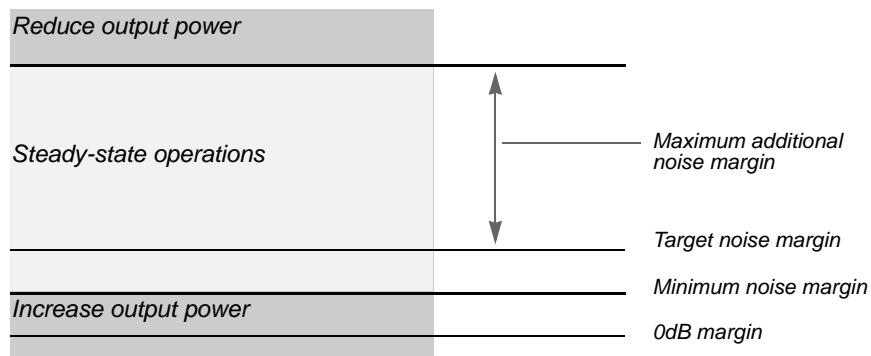 Reduce output power
Steady-state operations
Maximum additional
noise margin
Target noise margin
Minimum noise margin
Increase output power
0dB margin